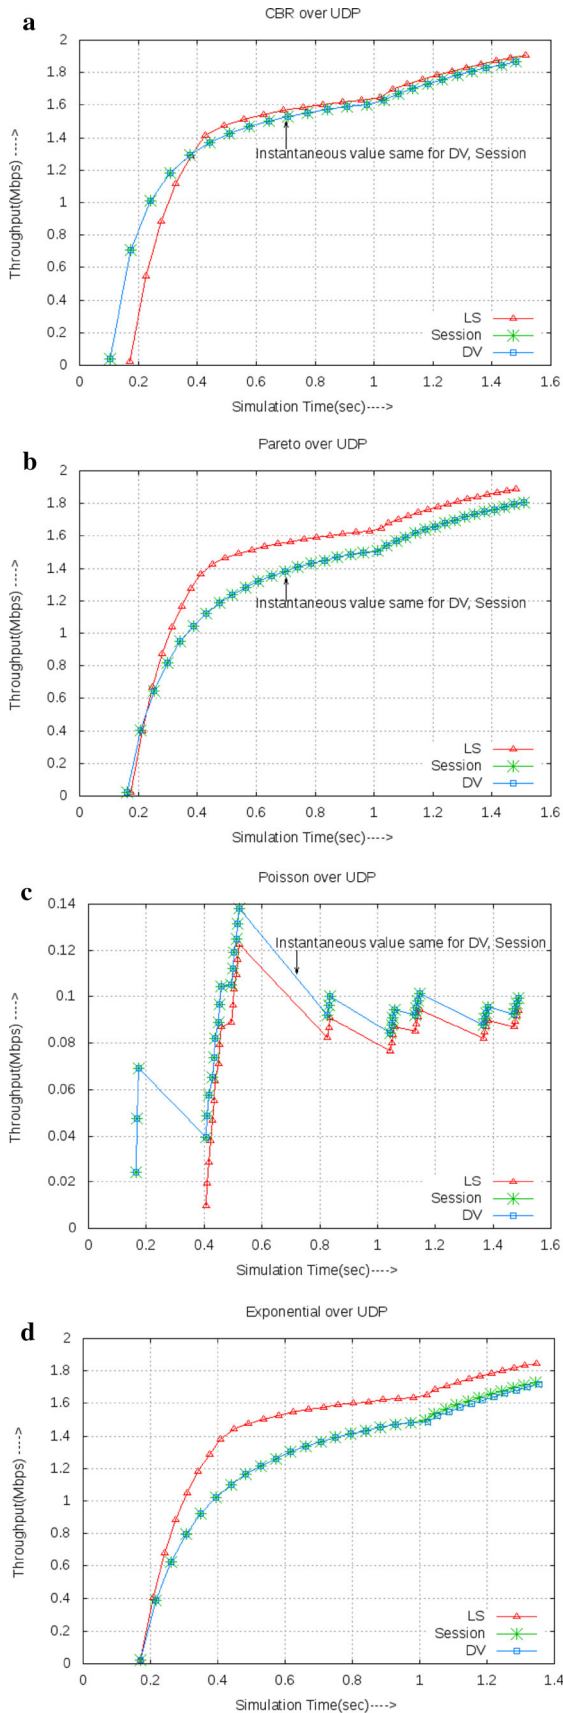 a
CBR over UDP
Throughput(Mbps) ---->
2
1.8
1.6
1.4
1.2
1
0.8
0.6
0.4
0.2
0
Instantaneous value same for DV, Session
LS
Session
DV
0 0.2 0.4 0.6 0.8 1 1.2 1.4 1.6
Simulation Time(sec)---->
b
Pareto over UDP
Throughput(Mbps) ---->
2
1.8
1.6
1.4
1.2
1
0.8
0.6
0.4
0.2
0
Instantaneous value same for DV, Session
LS
Session
DV
0 0.2 0.4 0.6 0.8 1 1.2 1.4 1.6
Simulation Time(sec)---->
c
Poisson over UDP
Throughput(Mbps) ---->
0.14
0.12
0.1
0.08
0.06
0.04
0.02
0
Instantaneous value same for DV, Session
LS
Session
DV
0 0.2 0.4 0.6 0.8 1 1.2 1.4 1.6
Simulation Time(sec)---->
d
Exponential over UDP
Throughput(Mbps) ---->
2
1.8
1.6
1.4
1.2
1
0.8
0.6
0.4
0.2
0
LS
Session
DV
0 0.2 0.4 0.6 0.8 1 1.2 1.4
Simulation Time(sec)---->